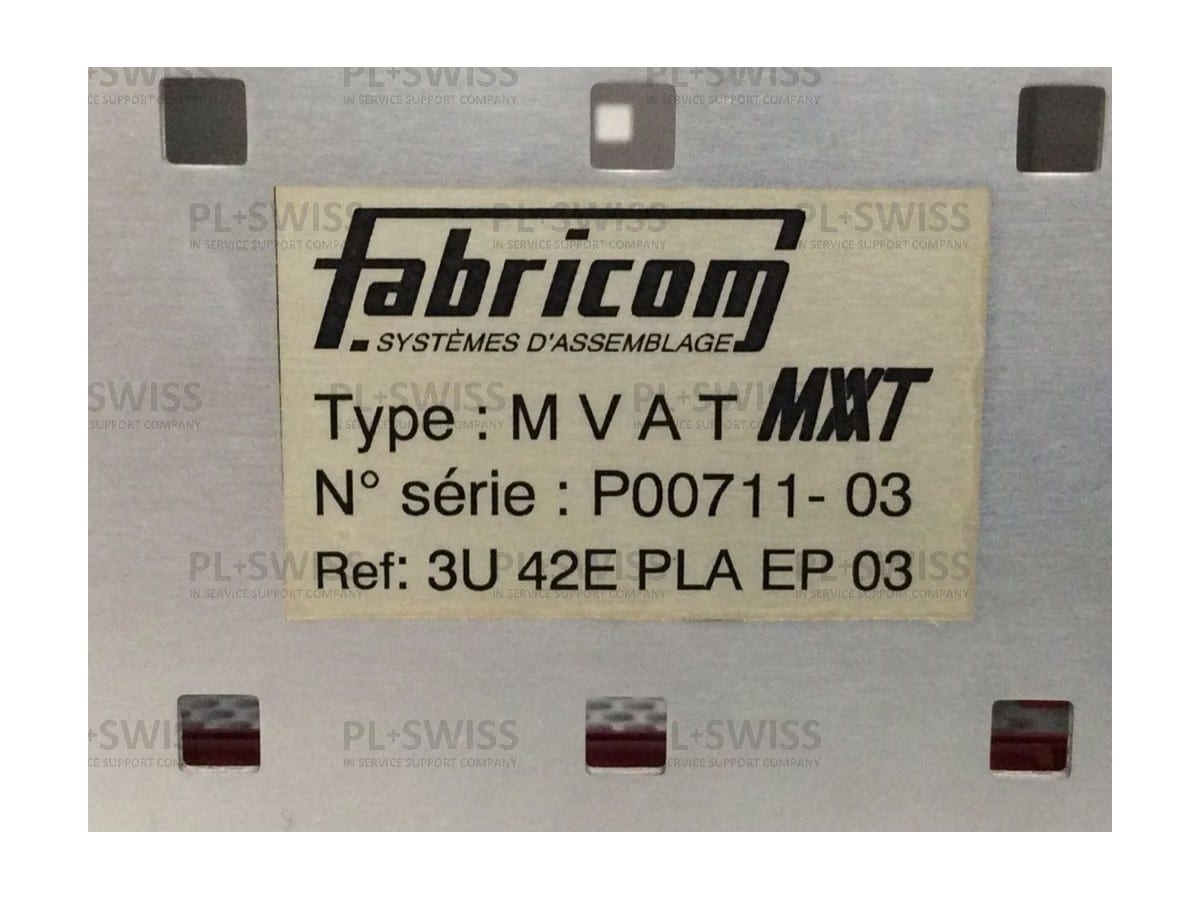 fabricom
SYSTÈMES D'ASSEMBLAGE
Type : M V A T MXXT
N° série : P00711- 03
Ref: 3U 42E PLA EP 03
PL+SWISS
IN SERVICE SUPPORT COMPANY